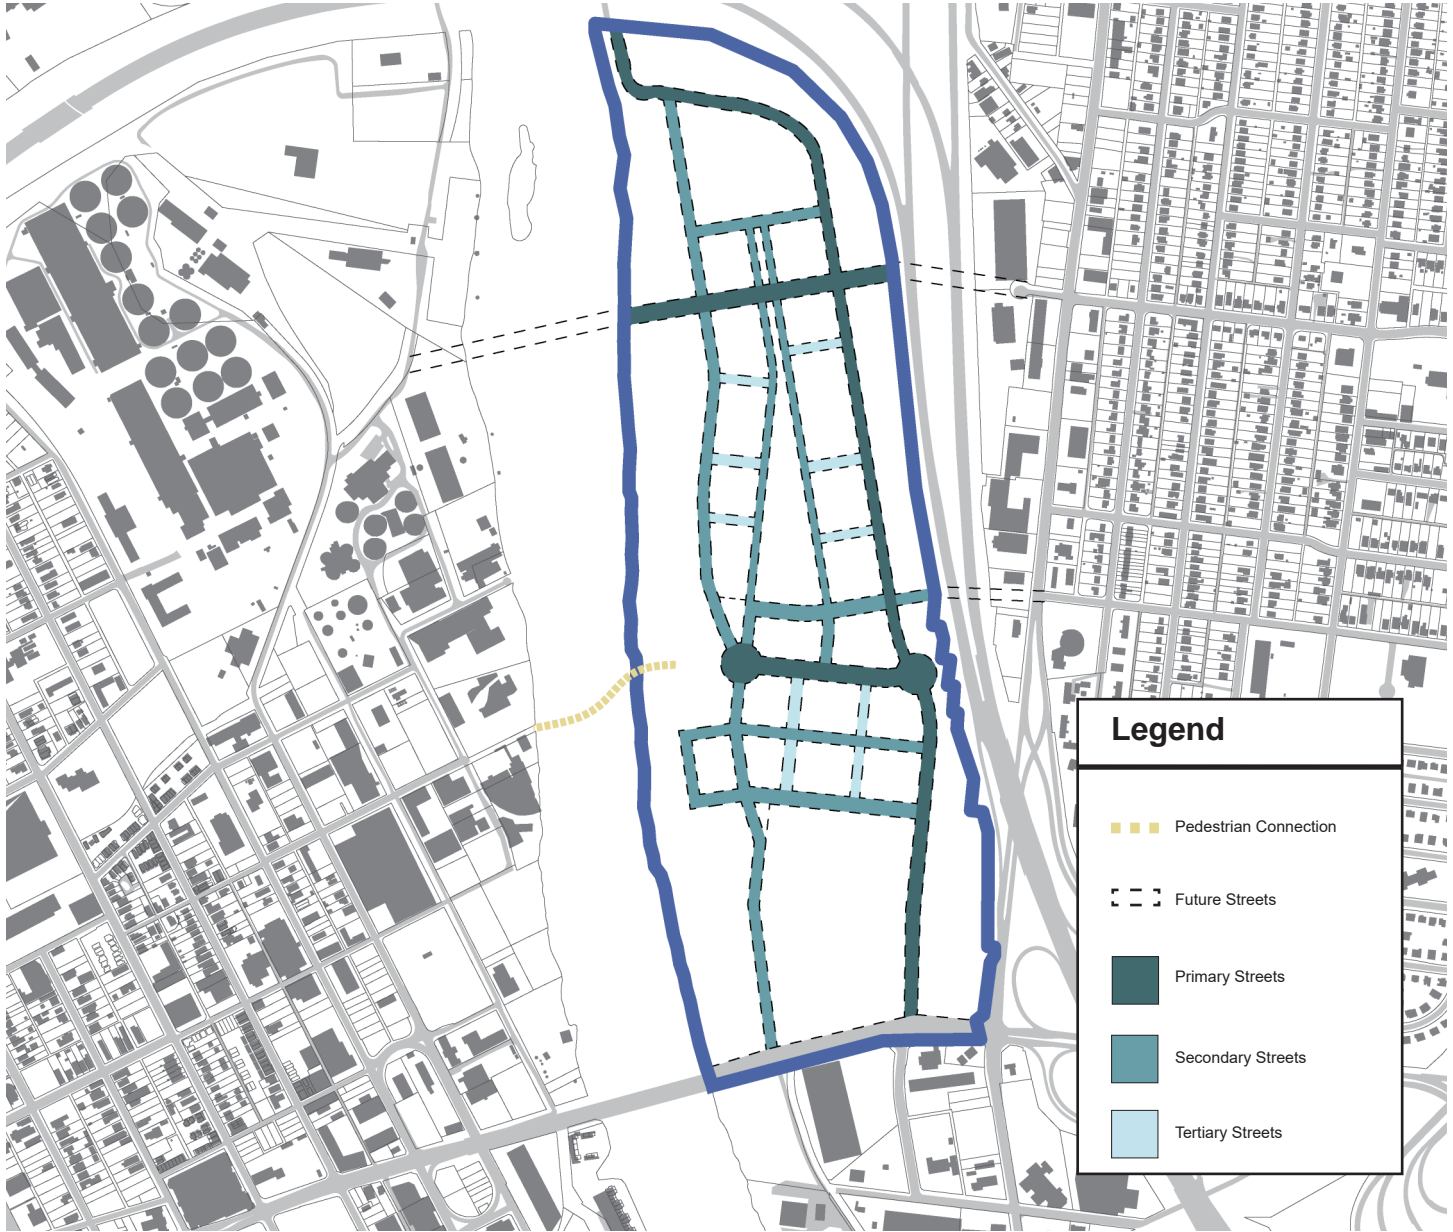 Legend
Pedestrian Connection
Future Streets
Primary Streets
Secondary Streets
Tertiary Streets